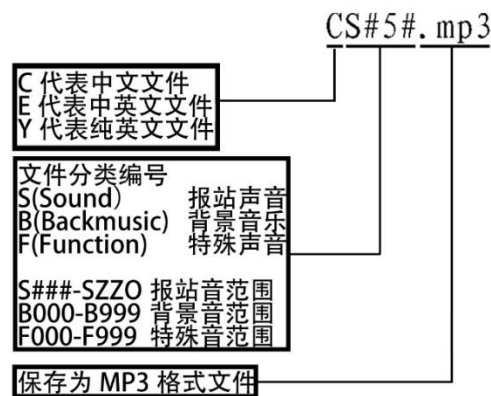 CS#5#.mp3
C 代表中文文件
E 代表中英文文件
Y 代表纯英文文件
文件分类编号
S(Sound) 报站声音
B(Backmusic) 背景音乐
F(Function) 特殊声音
S###-SZZO 报站音范围
B000-B999 背景音范围
F000-F999 特殊音范围
保存为 MP3 格式文件